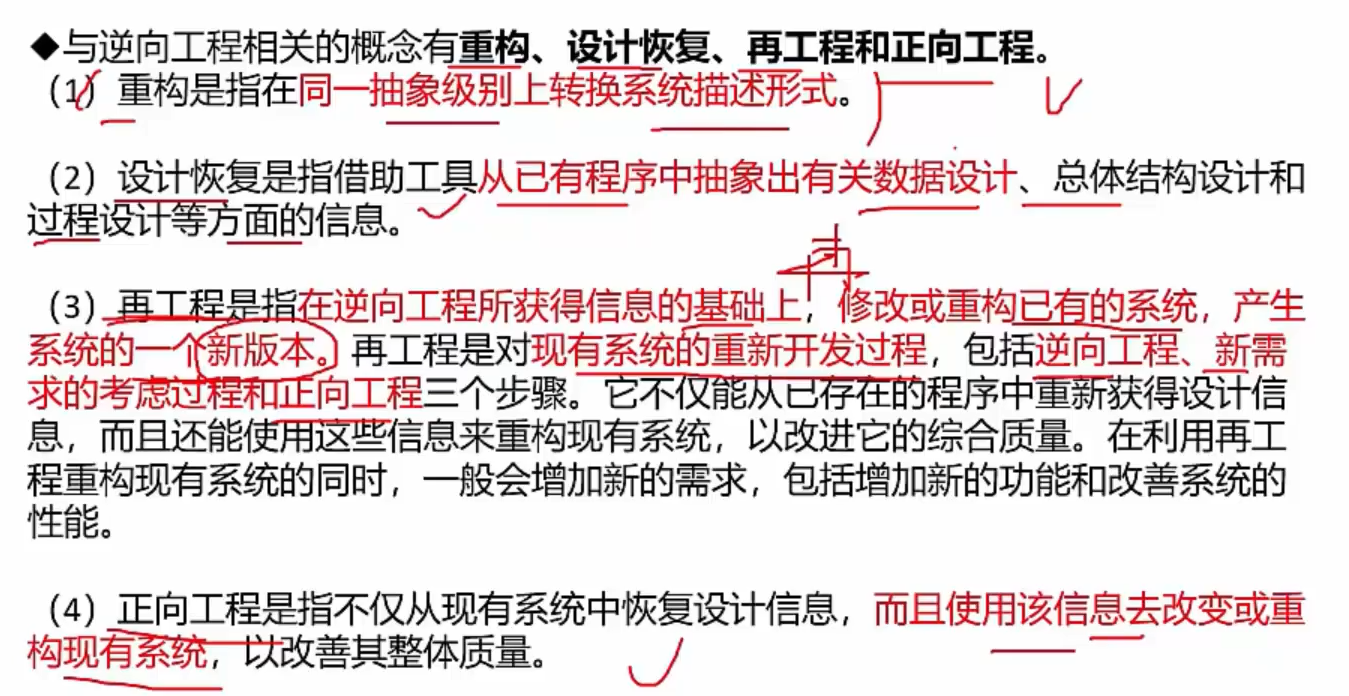 ◆与逆向工程相关的概念有重构、设计恢复、再工程和正向工程。
（1）重构是指在同一抽象级别上转换系统描述形式。
（2）设计恢复是指借助工具从已有程序中抽象出有关数据设计、总体结构设计和
过程设计等方面的信息。
（3）再工程是指在逆向工程所获得信息的基础上，修改或重构已有的系统，产生
系统的一个新版本。再工程是对现有系统的重新开发过程，包括逆向工程、新需
求的考虑过程和正向工程三个步骤。它不仅能从已存在的程序中重新获得设计信
息，而且还能使用这些信息来重构现有系统，以改进它的综合质量。在利用再工
程重构现有系统的同时，一般会增加新的需求，包括增加新的功能和改善系统的
性能。
（4）正向工程是指不仅从现有系统中恢复设计信息，而且使用该信息去改变或重
构现有系统，以改善其整体质量。